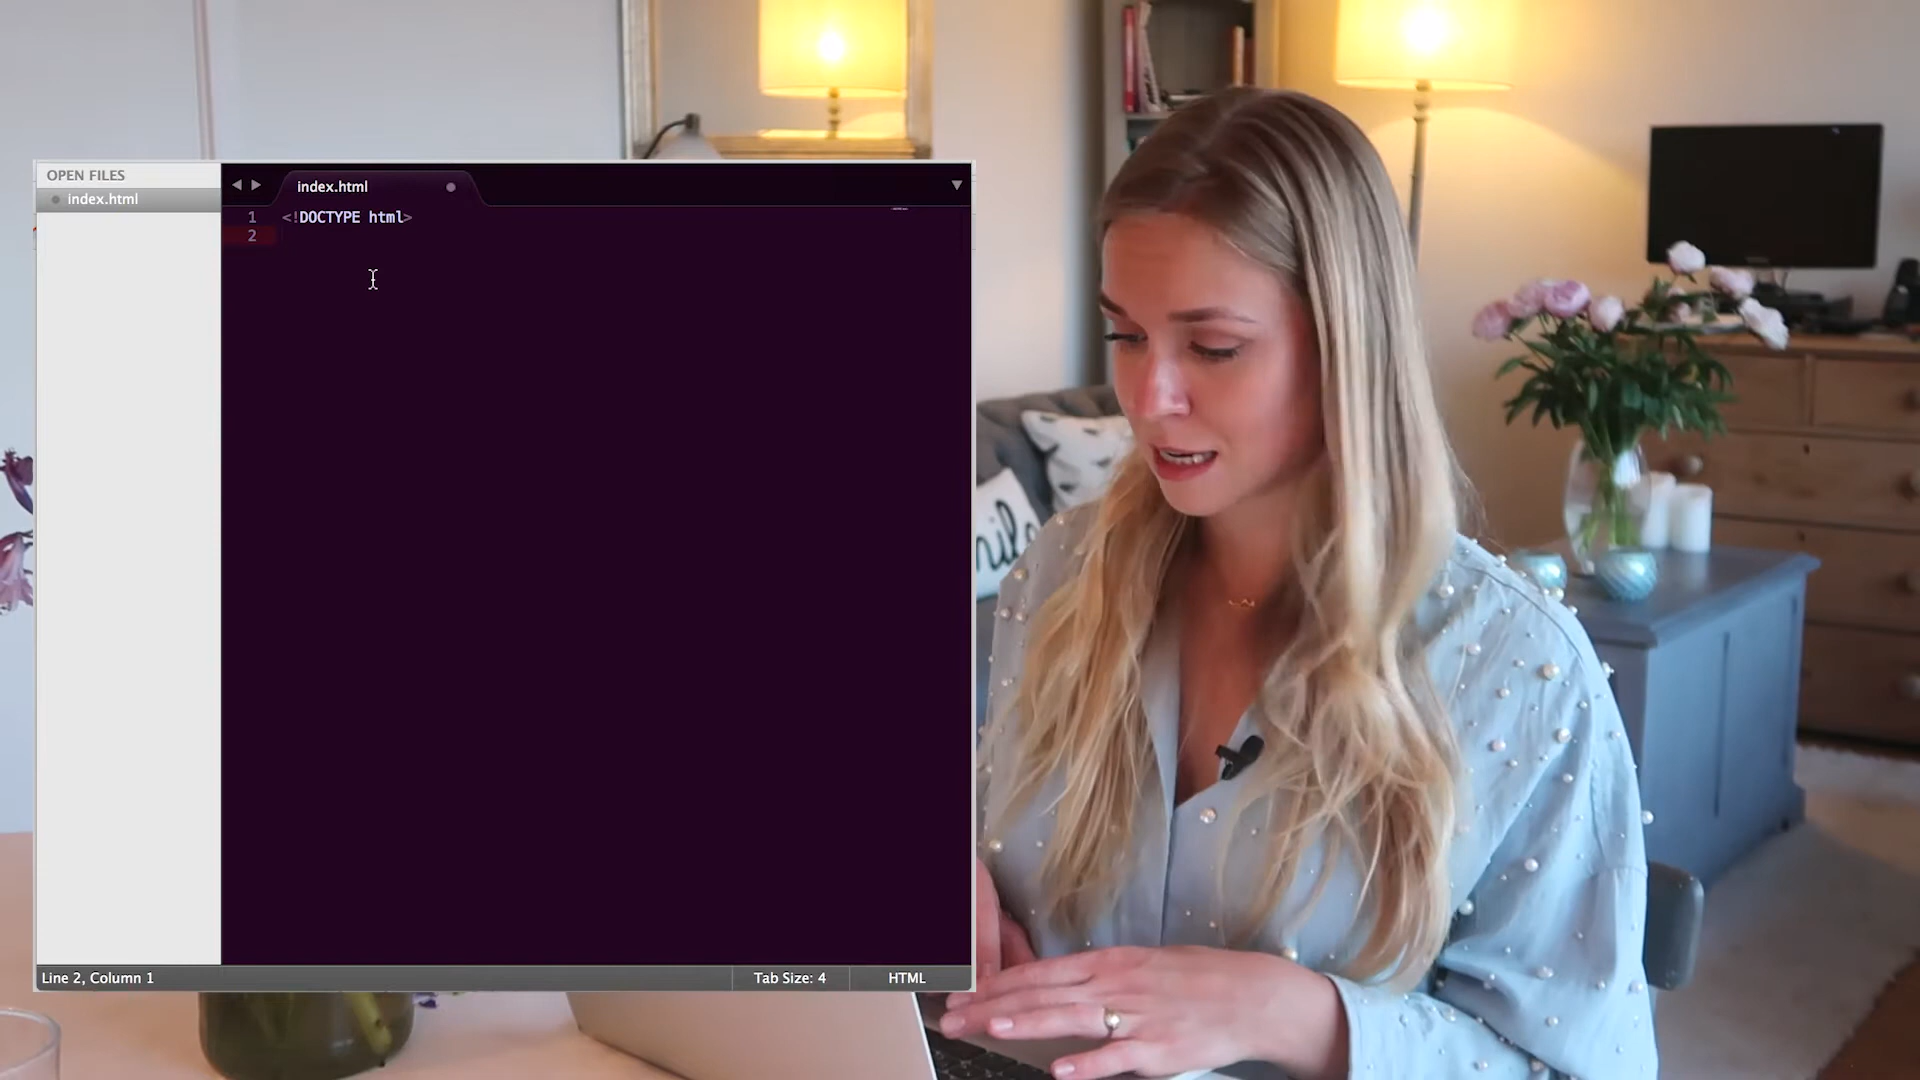 OPEN FILES
index.html
index.html
1 <!DOCTYPE html>
2
Line 2, Column 1
Tab Size: 4
HTML